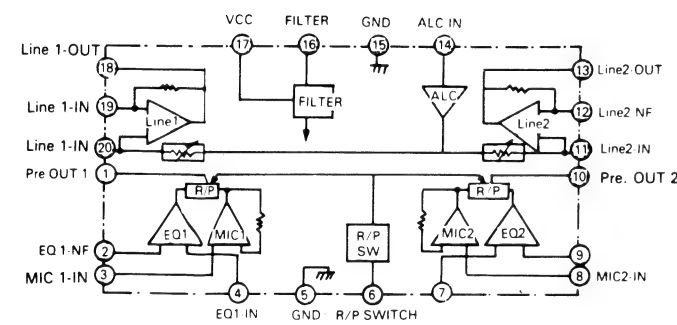 VCC FILTER GND ALC IN
Line 1-OUT
17 16 15 14
18 13 Line2-OUT
Line 1-IN 19 Line1 FILTER ALC Line2 12 Line2 NF
Line 1-IN 20 11 Line2-IN
Pre OUT 1 1 10 Pre. OUT 2
R/P R/P
EQ1 MIC1 R/P SW MIC2 EQ2
EQ 1-NF 2 9
MIC 1-IN 3 8 MIC2-IN
4 5 6 7
EQ1-IN GND R/P SWITCH